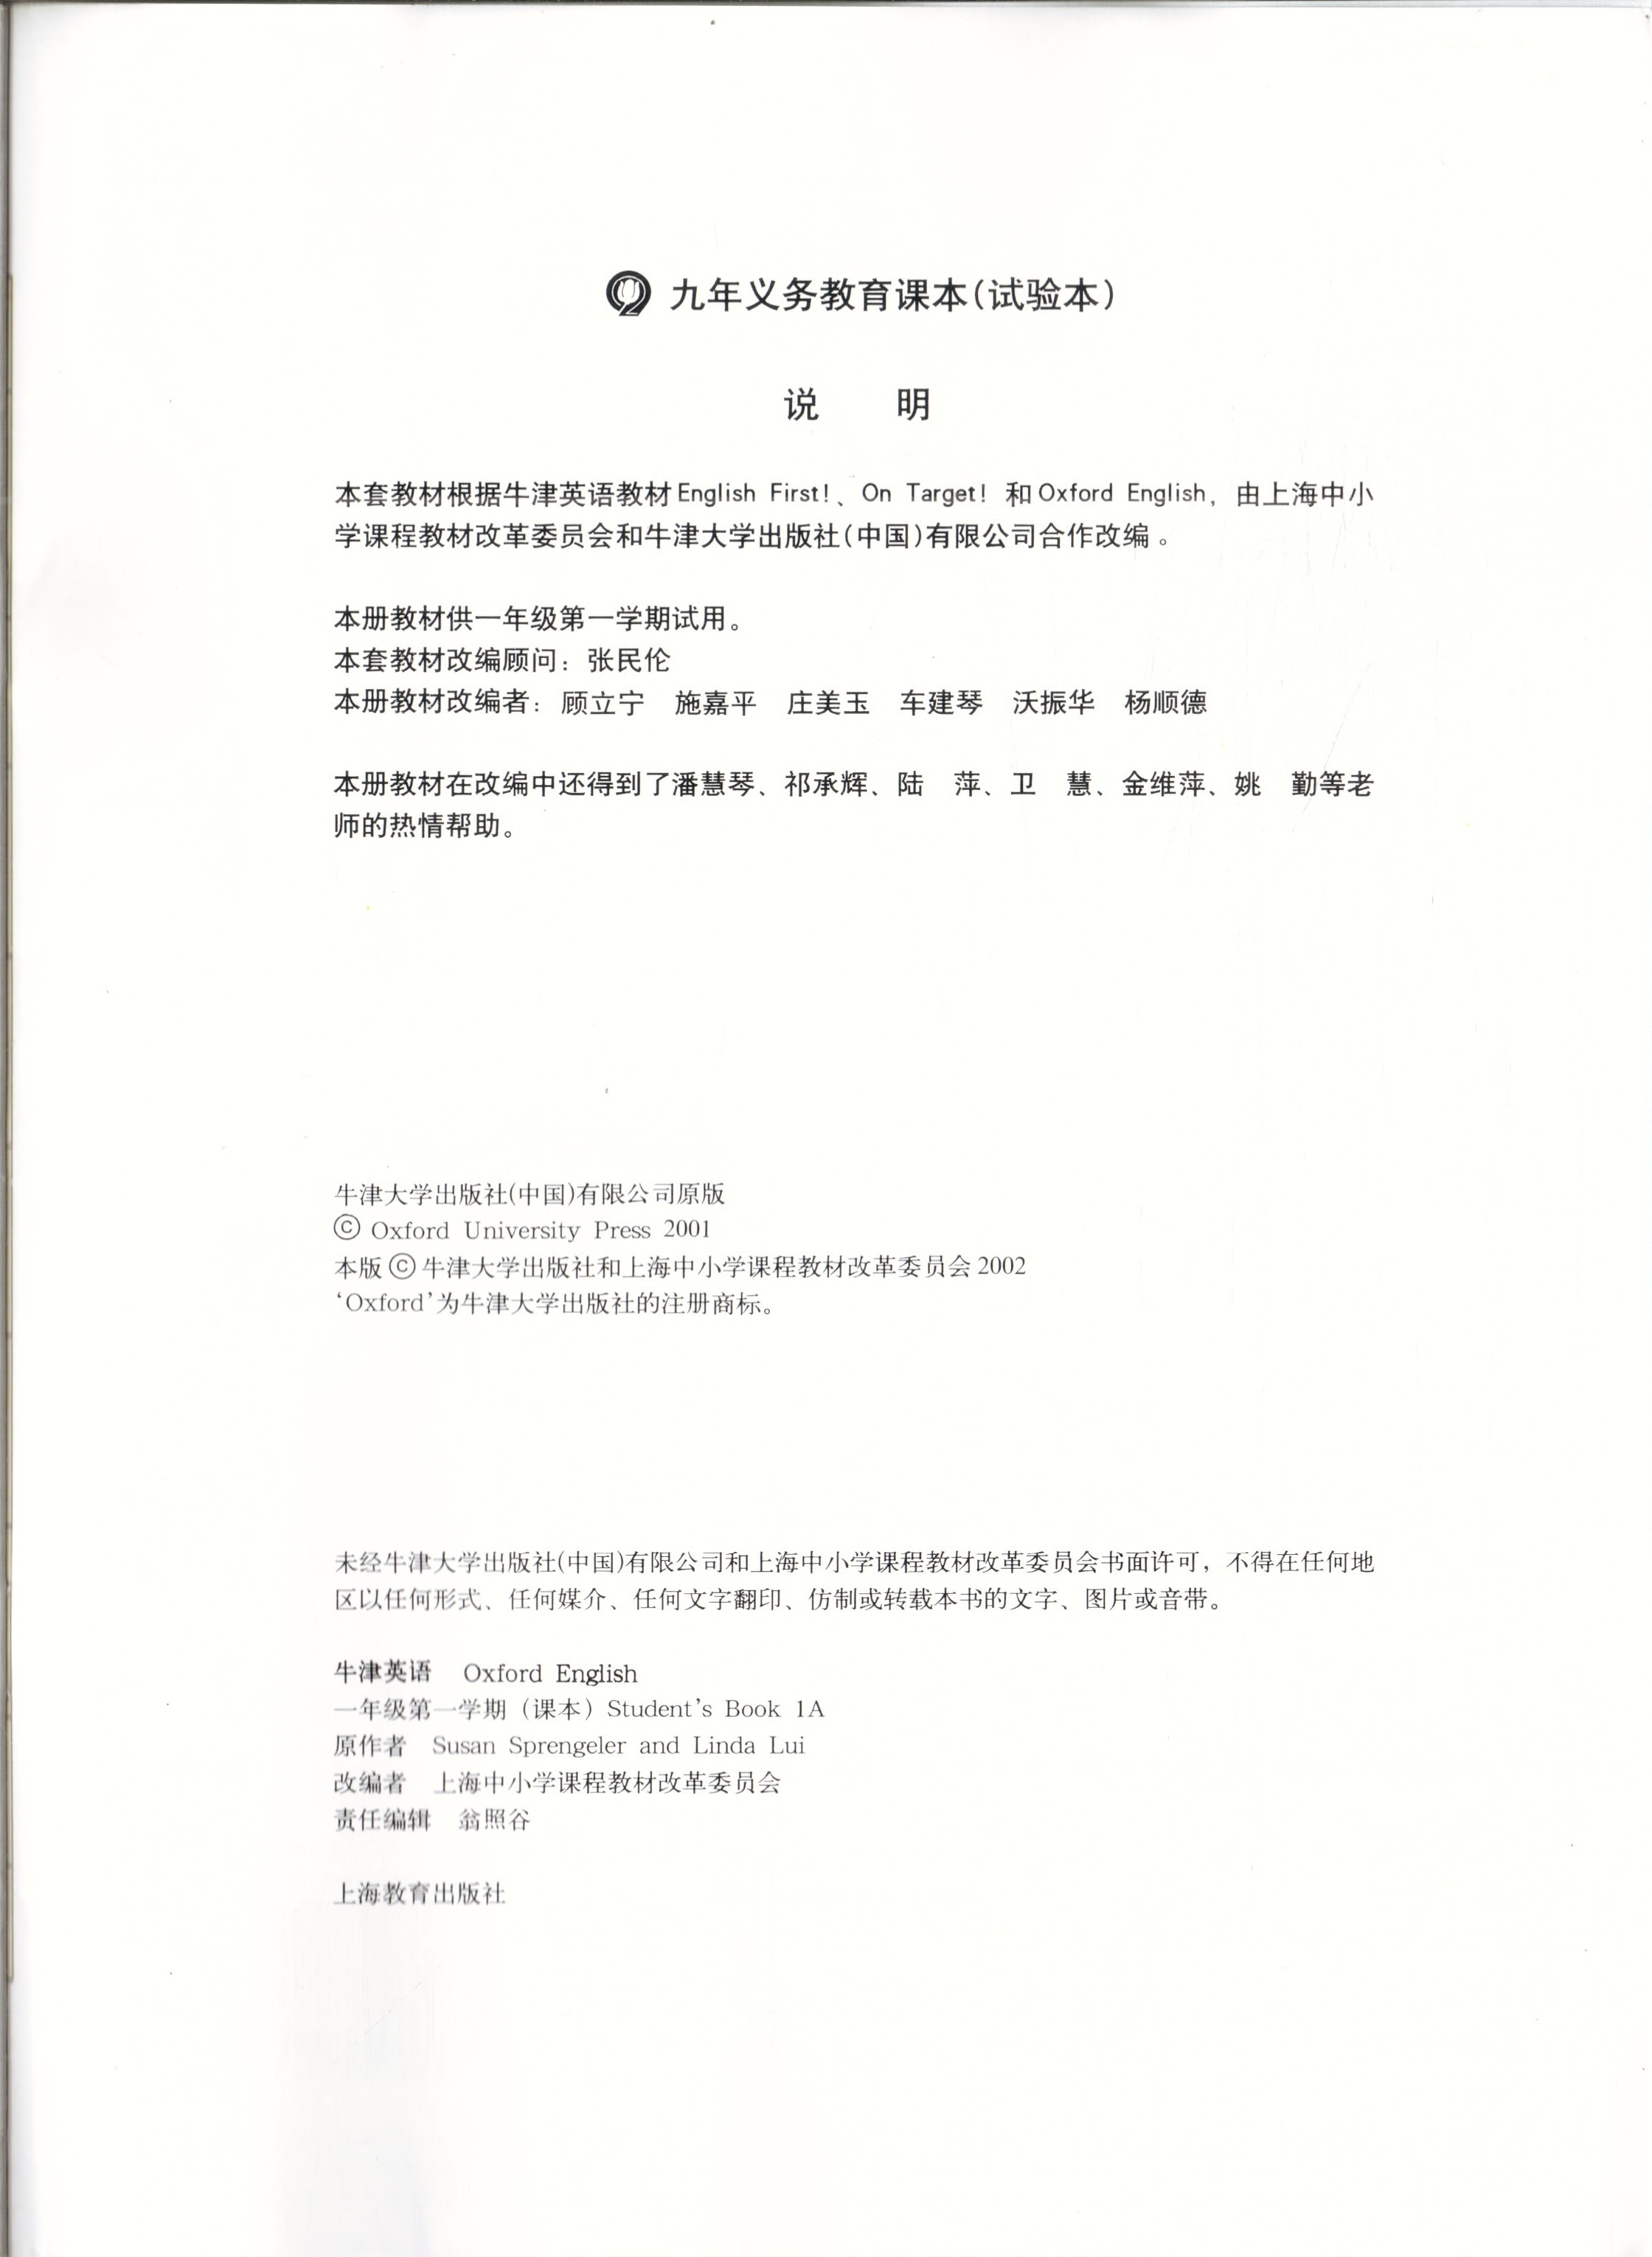 九年义务教育课本(试验本)
说　　明
本套教材根据牛津英语教材 English First!、On Target! 和 Oxford English，由上海中小
学课程教材改革委员会和牛津大学出版社(中国)有限公司合作改编。
本册教材供一年级第一学期试用。
本套教材改编顾问：张民伦
本册教材改编者：顾立宁　施嘉平　庄美玉　车建琴　沃振华　杨顺德
本册教材在改编中还得到了潘慧琴、祁承辉、陆　萍、卫　慧、金维萍、姚　勤等老
师的热情帮助。
牛津大学出版社(中国)有限公司原版
© Oxford University Press 2001
本版 © 牛津大学出版社和上海中小学课程教材改革委员会 2002
‘Oxford’为牛津大学出版社的注册商标。
未经牛津大学出版社(中国)有限公司和上海中小学课程教材改革委员会书面许可，不得在任何地
区以任何形式、任何媒介、任何文字翻印、仿制或转载本书的文字、图片或音带。
牛津英语　Oxford English
一年级第一学期（课本）Student’s Book 1A
原作者　Susan Sprengeler and Linda Lui
改编者　上海中小学课程教材改革委员会
责任编辑　翁照谷
上海教育出版社